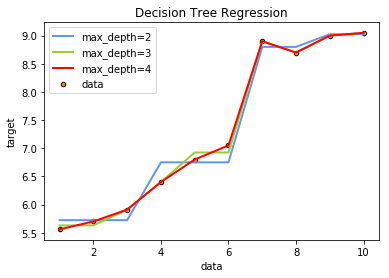 Decision Tree Regression
max_depth=2
max_depth=3
max_depth=4
data
9.0
8.5
8.0
7.5
7.0
6.5
6.0
5.5
target
2 4 6 8 10
data